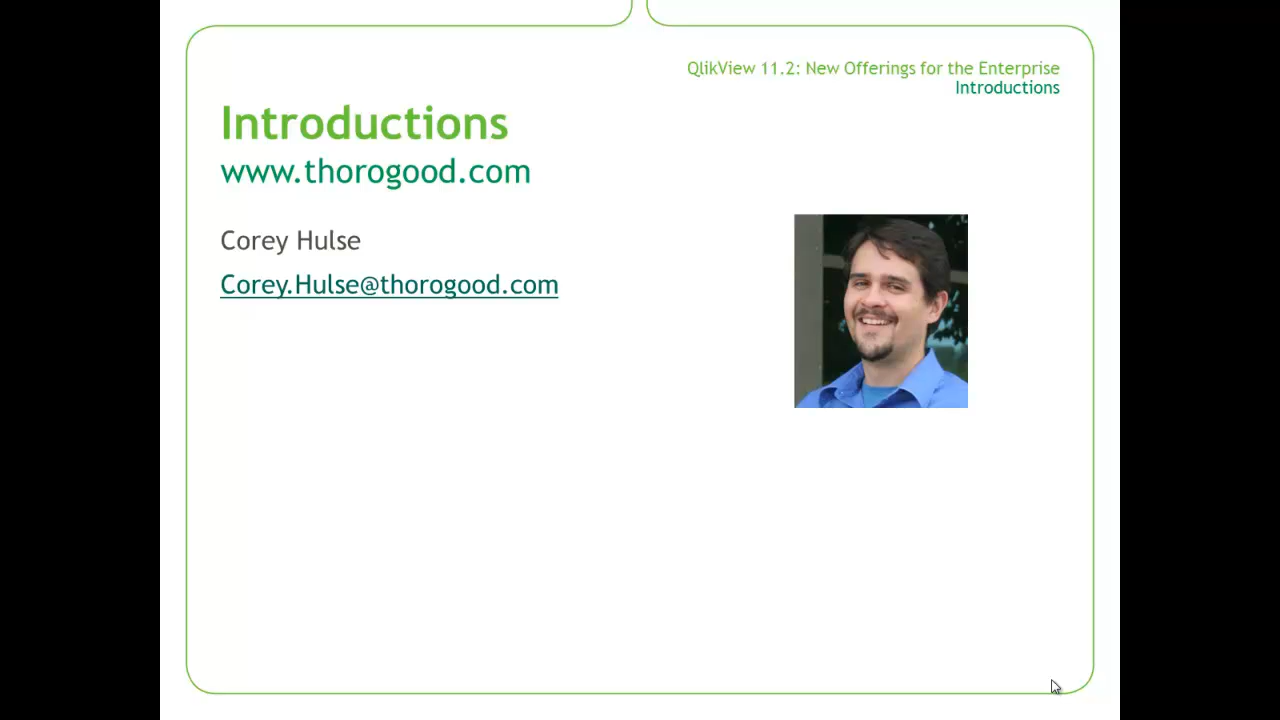 QlikView 11.2: New Offerings for the Enterprise
Introductions
Introductions
www.thorogood.com
Corey Hulse
Corey.Hulse@thorogood.com